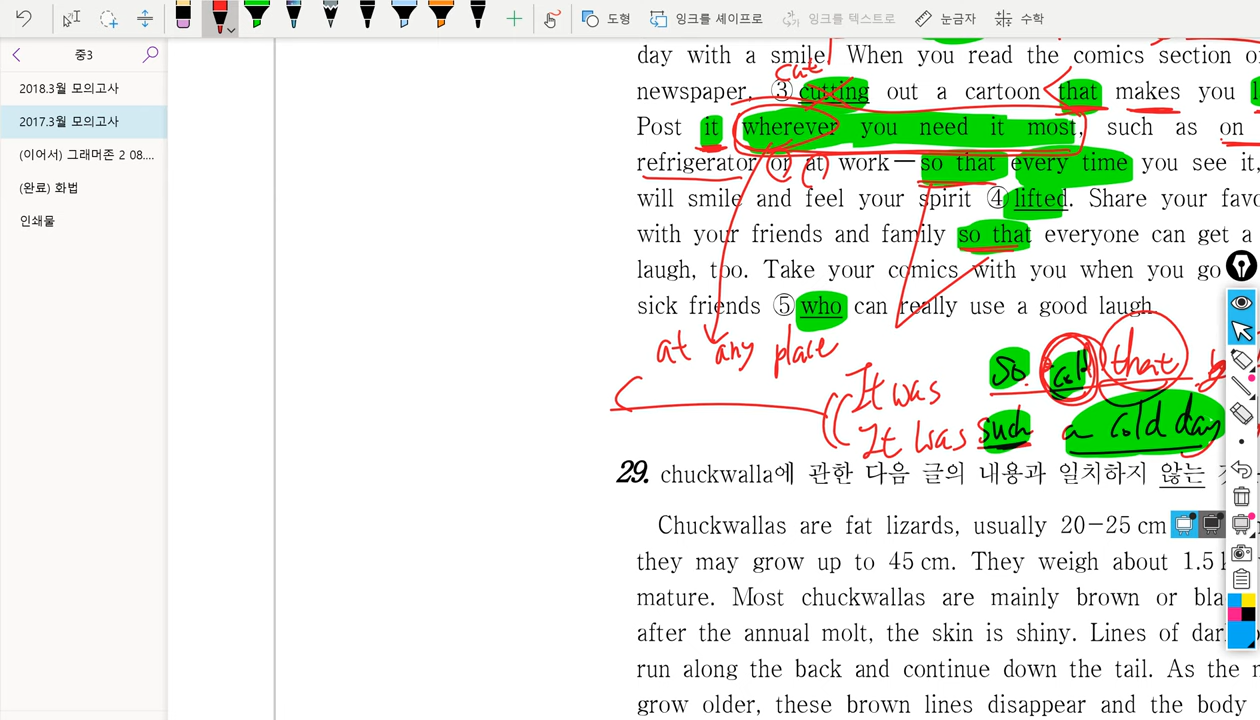 도형
잉크를 셰이프로
잉크를 텍스트로
눈금자
수학
중3
2018.3월 모의고사
2017.3월 모의고사
(이어서) 그래머존 2 08....
(완료) 화법
인쇄물
day with a smile. When you read the comics section of
cut
newspaper, ③ cutting out a cartoon that makes you
Post it wherever you need it most, such as on
refrigerator or at work—so that every time you see it,
will smile and feel your spirit ④ lifted. Share your favo
with your friends and family so that everyone can get a
laugh, too. Take your comics with you when you go
sick friends ⑤ who can really use a good laugh.
at any place
It was so cold that
It was such a cold day
29. chuckwalla에 관한 다음 글의 내용과 일치하지 않는
Chuckwallas are fat lizards, usually 20－25 cm
they may grow up to 45 cm. They weigh about 1.5
mature. Most chuckwallas are mainly brown or bla
after the annual molt, the skin is shiny. Lines of dar
run along the back and continue down the tail. As the
grow older, these brown lines disappear and the body